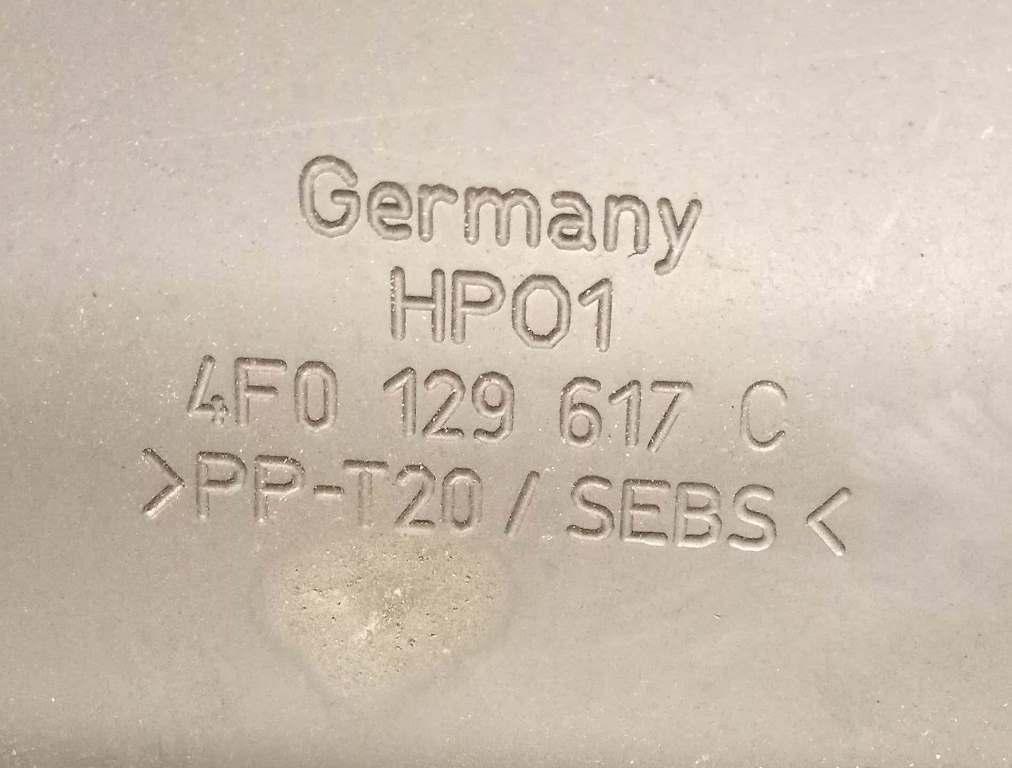 Germany
HP01
4F0 129 617 C
>PP-T20 / SEBS <